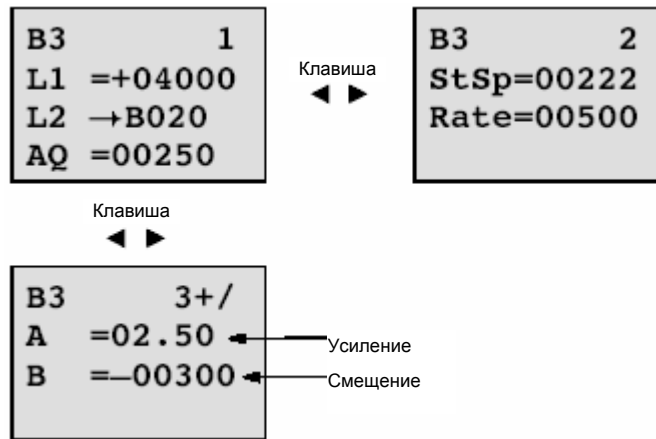 B3 1
L1 =+04000
L2 →B020
AQ =00250
Клавиша
◄ ►
B3 2
StSp=00222
Rate=00500
Клавиша
◄ ►
B3 3+/
A =02.50
B =–00300
Усиление
Смещение